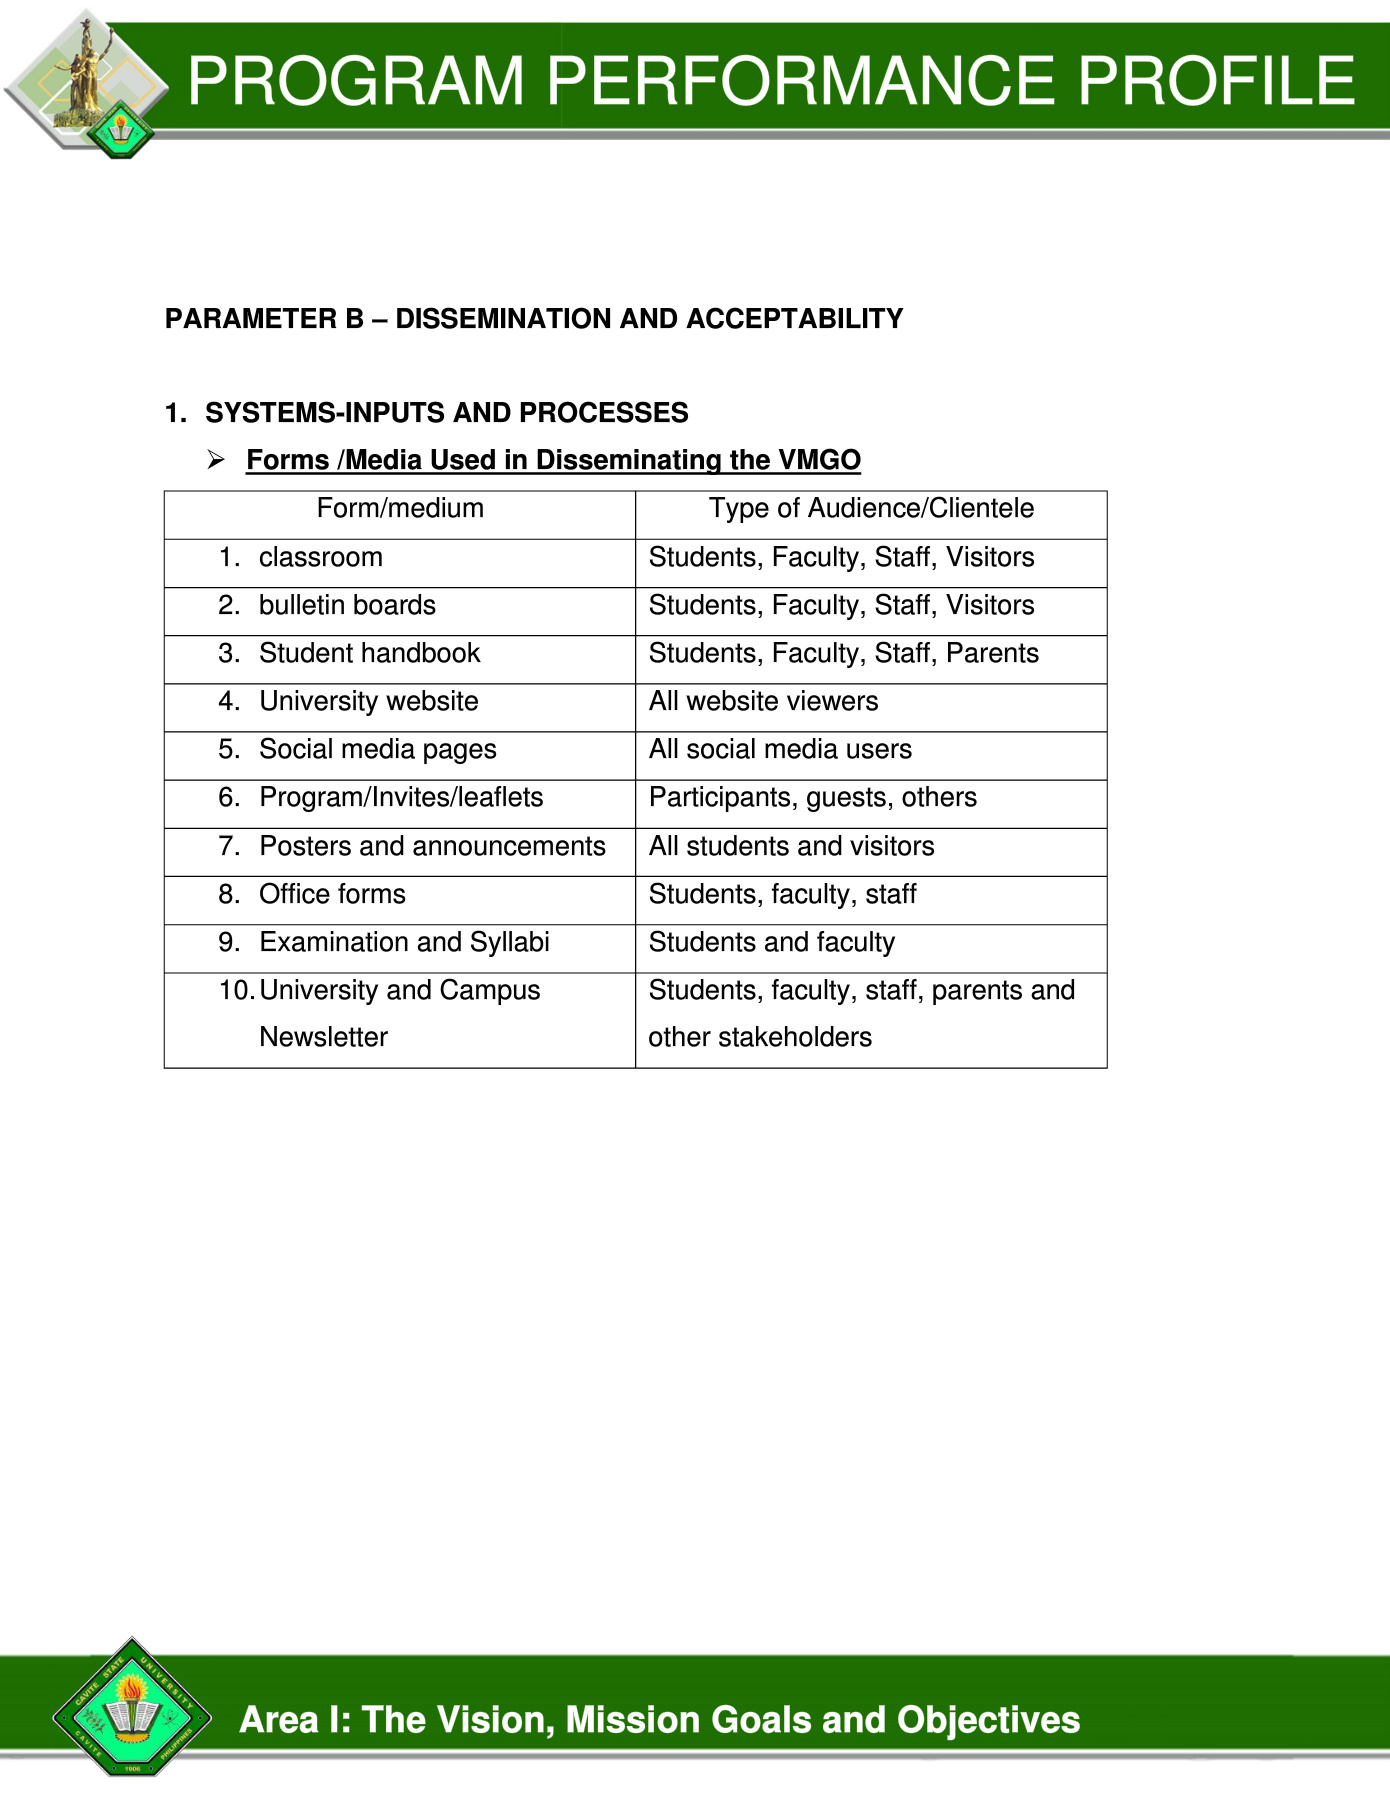 PROGRAM PERFORMANCE PROFILE
PARAMETER B – DISSEMINATION AND ACCEPTABILITY
1. SYSTEMS-INPUTS AND PROCESSES
➢ Forms /Media Used in Disseminating the VMGO
Form/medium Type of Audience/Clientele
1. classroom Students, Faculty, Staff, Visitors
2. bulletin boards Students, Faculty, Staff, Visitors
3. Student handbook Students, Faculty, Staff, Parents
4. University website All website viewers
5. Social media pages All social media users
6. Program/Invites/leaflets Participants, guests, others
7. Posters and announcements All students and visitors
8. Office forms Students, faculty, staff
9. Examination and Syllabi Students and faculty
10. University and Campus Students, faculty, staff, parents and
Newsletter other stakeholders
CAVITE STATE UNIVERSITY
CAVITE PHILIPPINES
1906
Area I: The Vision, Mission Goals and Objectives